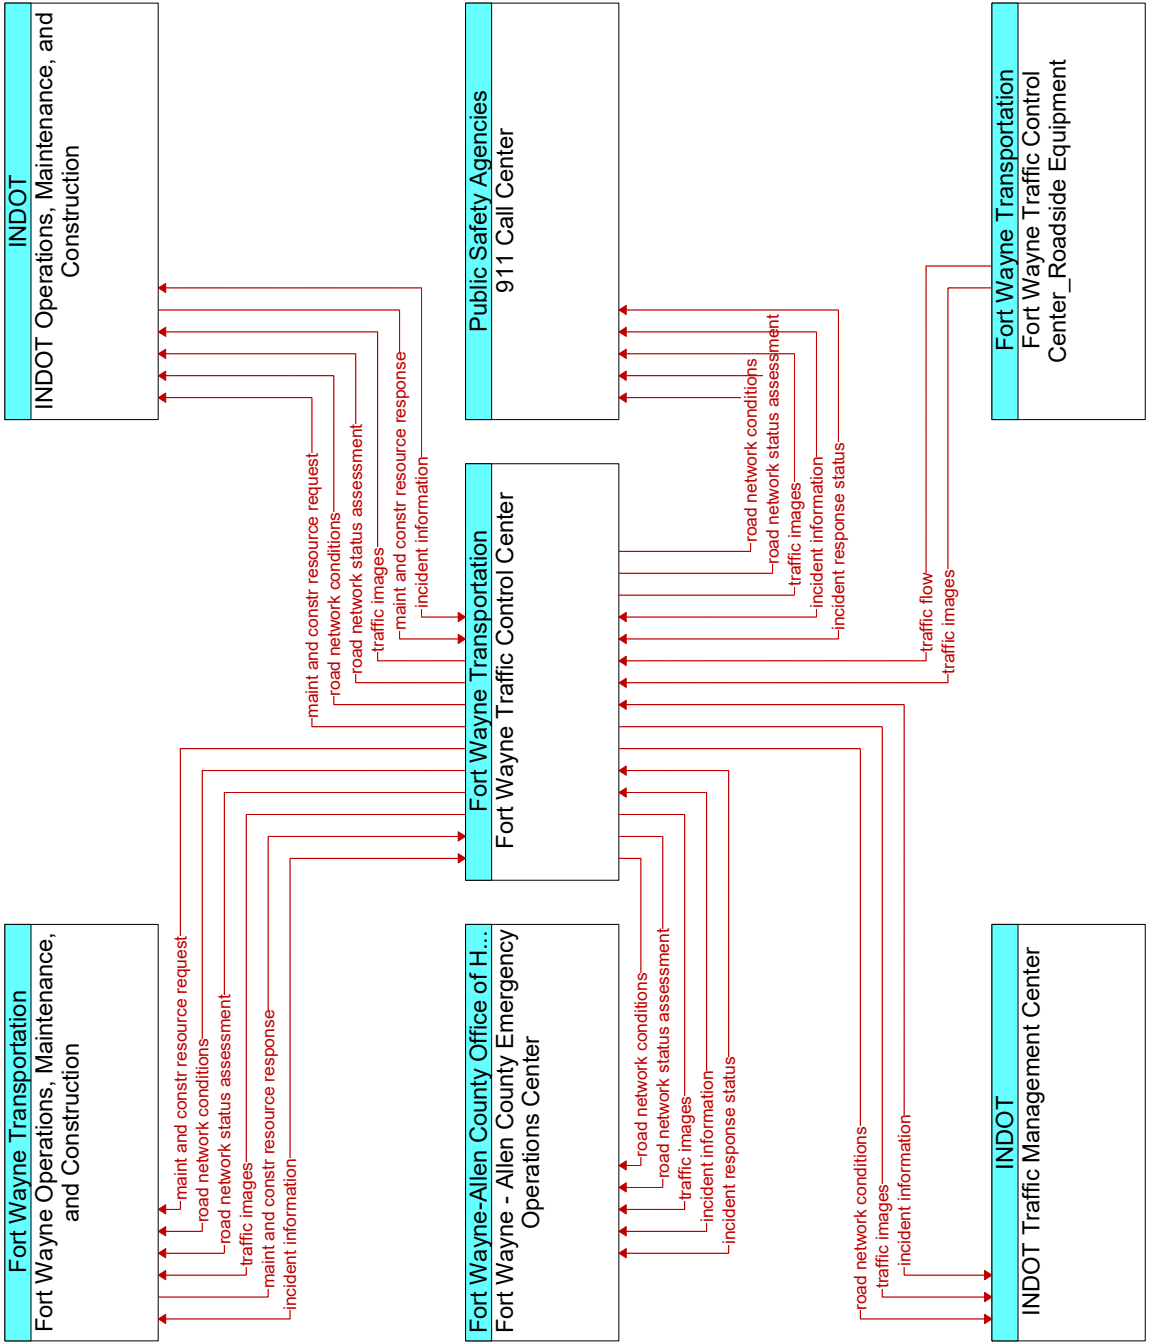 Fort Wayne Transportation
Fort Wayne Operations, Maintenance,
and Construction
INDOT
INDOT Operations, Maintenance, and
Construction
maint and constr resource request
road network conditions
road network status assessment
traffic images
maint and constr resource response
incident information
maint and constr resource request
road network conditions
road network status assessment
traffic images
maint and constr resource response
incident information
Fort Wayne-Allen County Office of H...
Fort Wayne - Allen County Emergency
Operations Center
Fort Wayne Transportation
Fort Wayne Traffic Control Center
Public Safety Agencies
911 Call Center
road network conditions
road network status assessment
traffic images
incident information
incident response status
road network conditions
road network status assessment
traffic images
incident information
incident response status
road network conditions
traffic images
incident information
traffic flow
traffic images
INDOT
INDOT Traffic Management Center
Fort Wayne Transportation
Fort Wayne Traffic Control
Center_Roadside Equipment